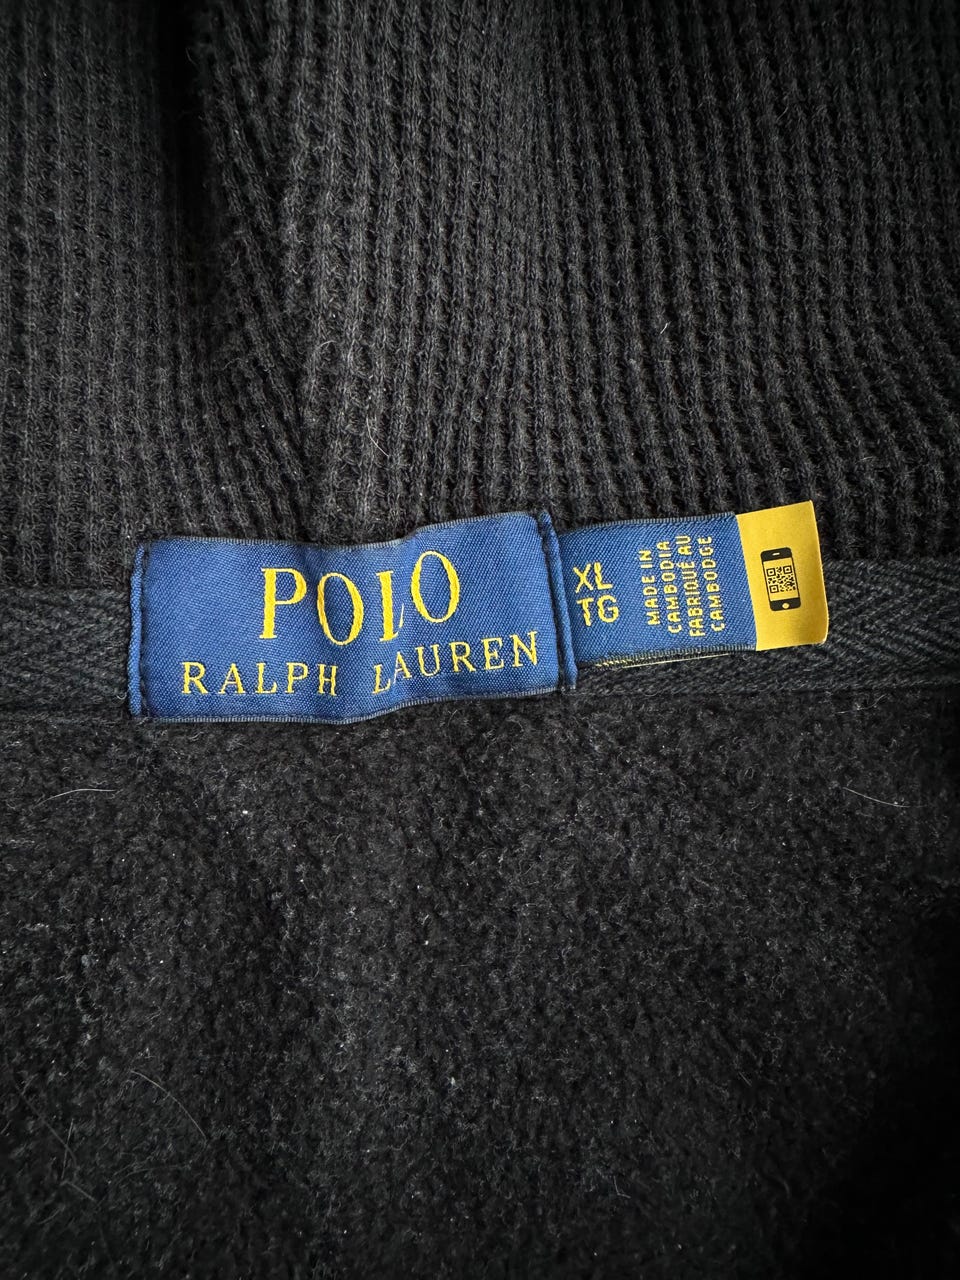 POLO
RALPH LAUREN
XL
TG
MADE IN
CAMBODIA
FABRIQUÉ AU
CAMBODGE